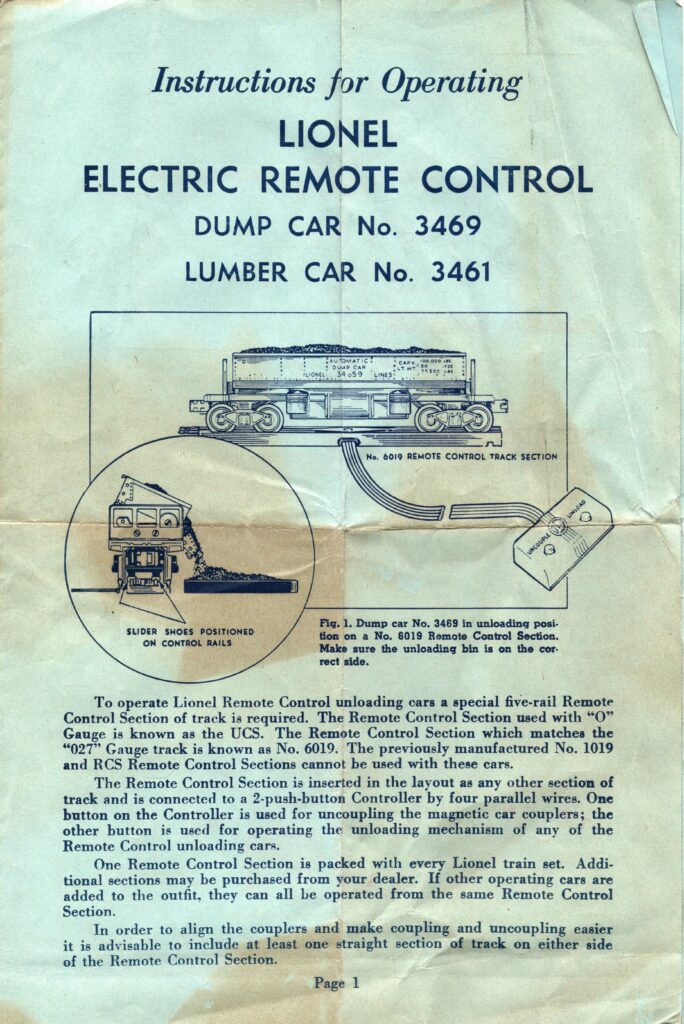 Instructions for Operating
LIONEL
ELECTRIC REMOTE CONTROL
DUMP CAR No. 3469
LUMBER CAR No. 3461
AUTOMATIC
DUMP CAR
LIONEL 34659 LINES
CAPY. 100,000 LBS
No. 6019 REMOTE CONTROL TRACK SECTION
UNCOUPLE
UNLOAD
SLIDER SHOES POSITIONED
ON CONTROL RAILS
Fig. 1. Dump car No. 3469 in unloading posi-
tion on a No. 6019 Remote Control Section.
Make sure the unloading bin is on the cor-
rect side.
To operate Lionel Remote Control unloading cars a special five-rail Remote
Control Section of track is required. The Remote Control Section used with "O"
Gauge is known as the UCS. The Remote Control Section which matches the
"027" Gauge track is known as No. 6019. The previously manufactured No. 1019
and RCS Remote Control Sections cannot be used with these cars.
The Remote Control Section is inserted in the layout as any other section of
track and is connected to a 2-push-button Controller by four parallel wires. One
button on the Controller is used for uncoupling the magnetic car couplers; the
other button is used for operating the unloading mechanism of any of the
Remote Control unloading cars.
One Remote Control Section is packed with every Lionel train set. Addi-
tional sections may be purchased from your dealer. If other operating cars are
added to the outfit, they can all be operated from the same Remote Control
Section.
In order to align the couplers and make coupling and uncoupling easier
it is advisable to include at least one straight section of track on either side
of the Remote Control Section.
Page 1